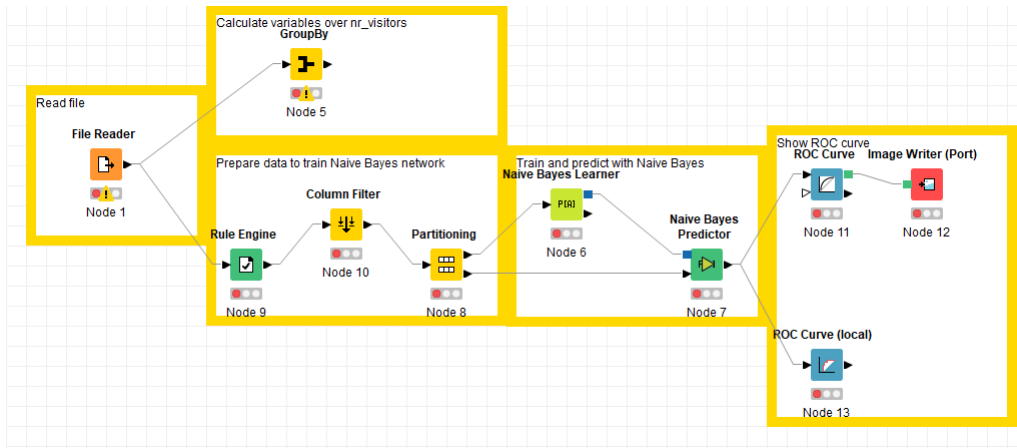 Calculate variables over nr_visitors
GroupBy
Node 5
Read file
File Reader
Node 1
Prepare data to train Naive Bayes network
Column Filter
Node 10
Rule Engine
Node 9
Partitioning
Node 8
Train and predict with Naive Bayes
Naive Bayes Learner
P[A]
Node 6
Naive Bayes
Predictor
Node 7
Show ROC curve
ROC Curve
Node 11
Image Writer (Port)
Node 12
ROC Curve (local)
Node 13